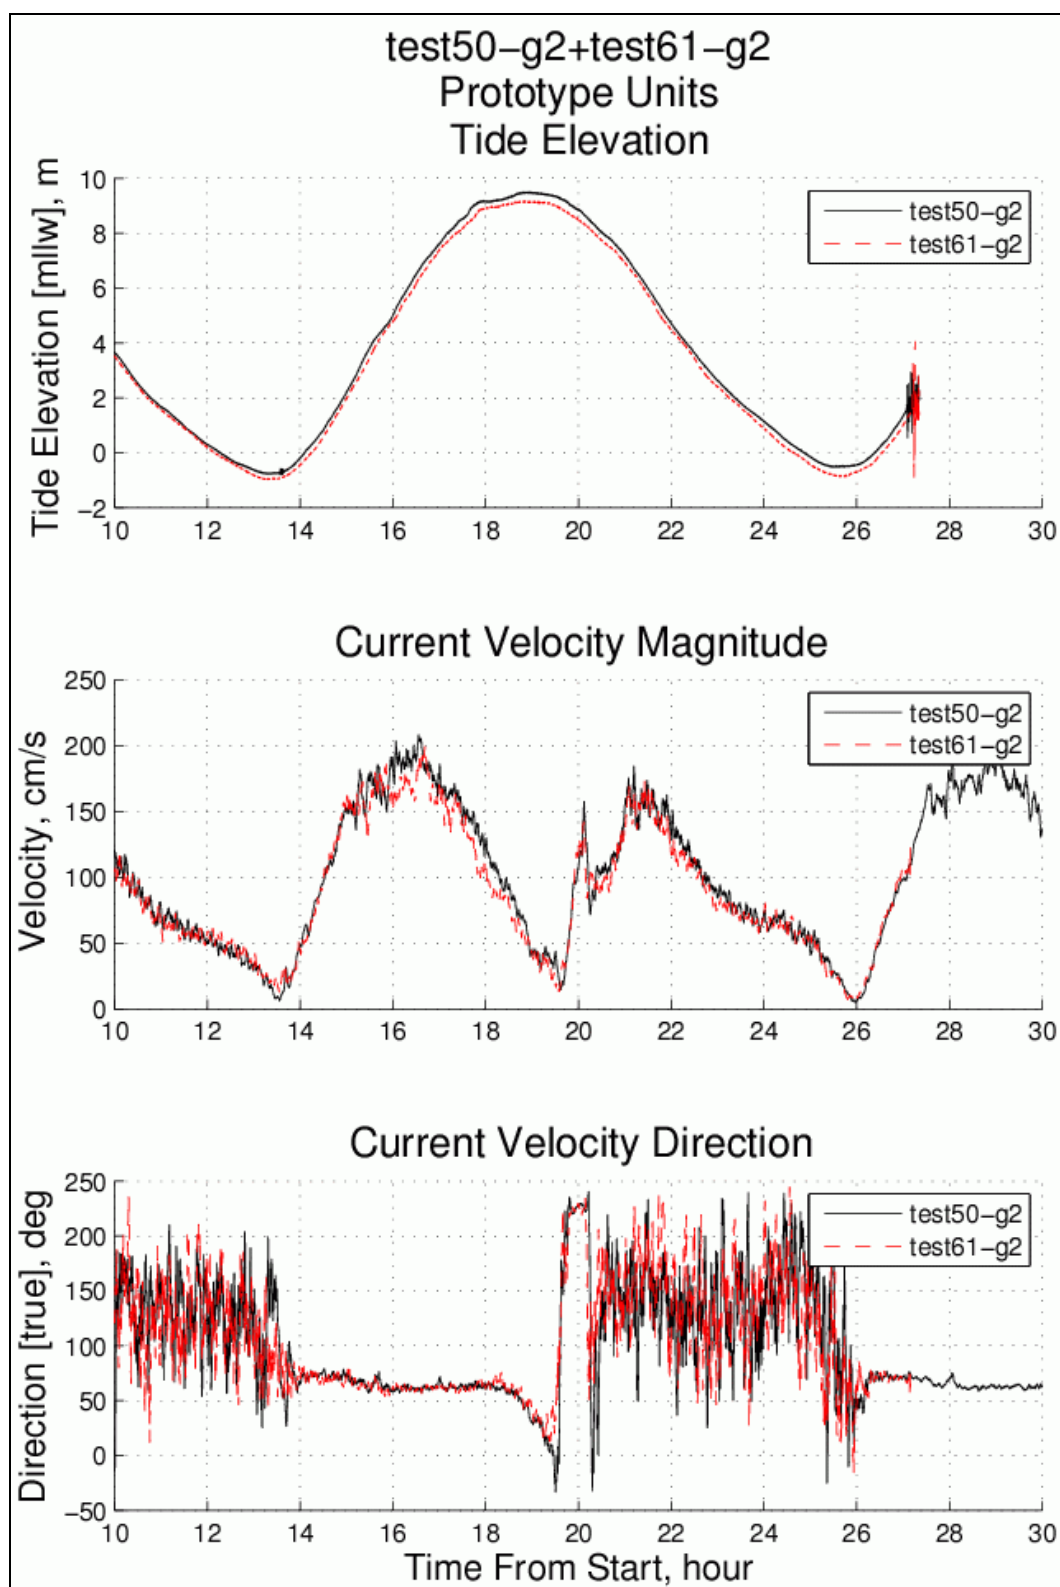 test50-g2+test61-g2
Prototype Units
Tide Elevation
Tide Elevation [mllw], m
10
8
6
4
2
0
-2
test50-g2
test61-g2
10 12 14 16 18 20 22 24 26 28 30
Current Velocity Magnitude
Velocity, cm/s
250
200
150
100
50
0
test50-g2
test61-g2
10 12 14 16 18 20 22 24 26 28 30
Current Velocity Direction
Direction [true], deg
250
200
150
100
50
0
-50
test50-g2
test61-g2
10 12 14 16 18 20 22 24 26 28 30
Time From Start, hour